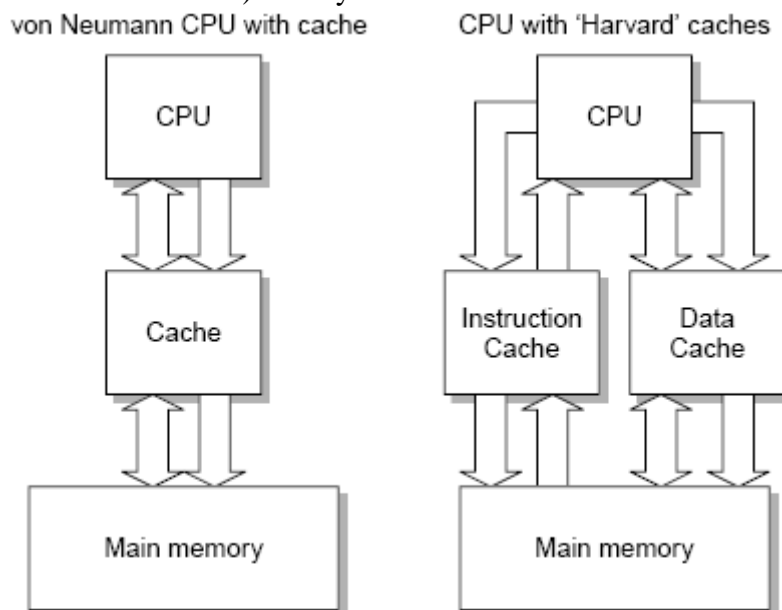 von Neumann CPU with cache
CPU
Cache
Main memory
CPU with ‘Harvard’ caches
CPU
Instruction
Cache
Data
Cache
Main memory